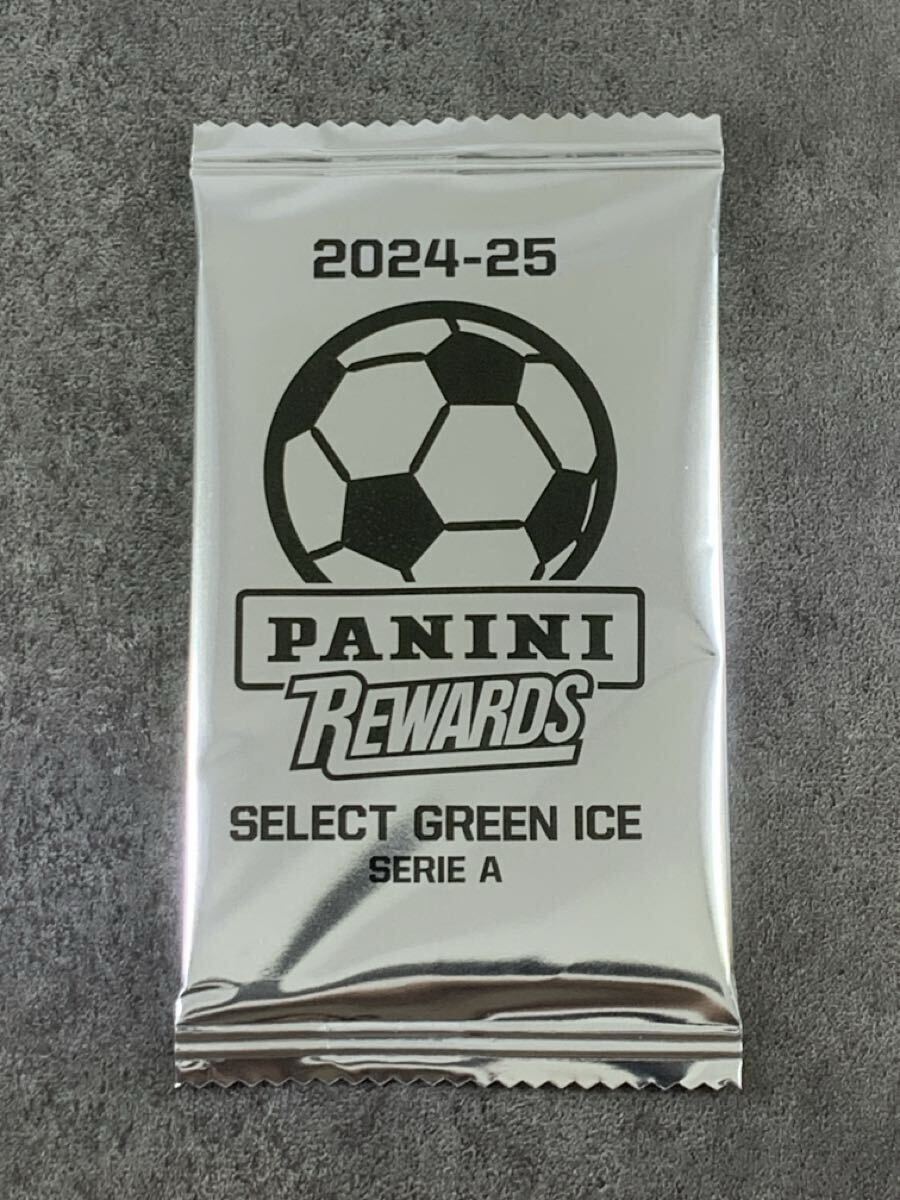 2024-25
PANINI
REWARDS
SELECT GREEN ICE
SERIE A